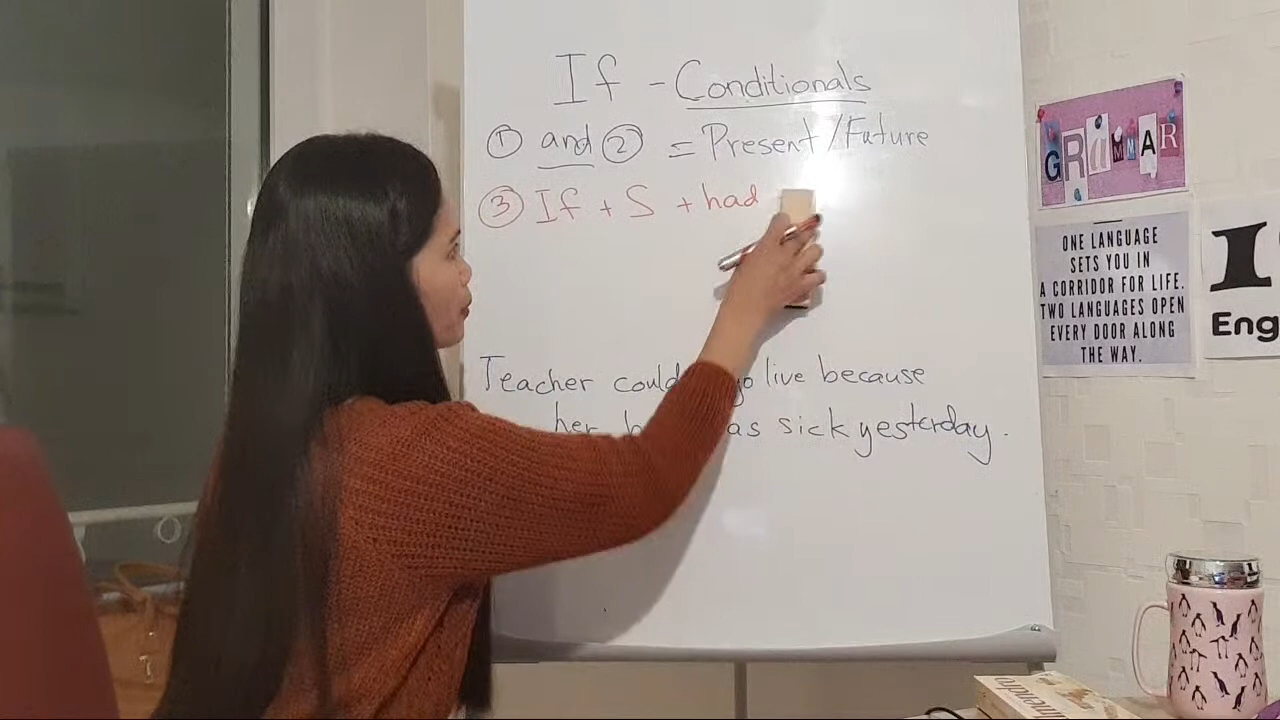 If - Conditionals
① and ② = Present/Future
③ If + S + had
Teacher could go live because
her as sick yesterday.
GRAMMAR
ONE LANGUAGE
SETS YOU IN
A CORRIDOR FOR LIFE.
TWO LANGUAGES OPEN
EVERY DOOR ALONG
THE WAY.
I
Eng